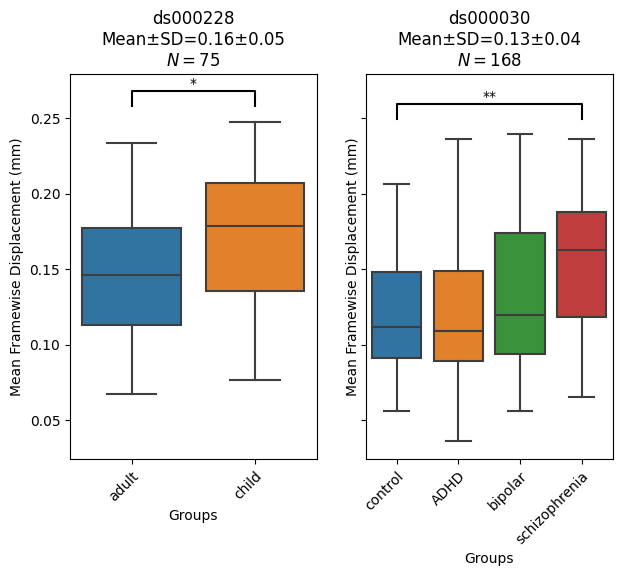 ds000228
Mean±SD=0.16±0.05
N = 75
*
Mean Framewise Displacement (mm)
0.25
0.20
0.15
0.10
0.05
adult
child
Groups
ds000030
Mean±SD=0.13±0.04
N = 168
**
Mean Framewise Displacement (mm)
control
ADHD
bipolar
schizophrenia
Groups